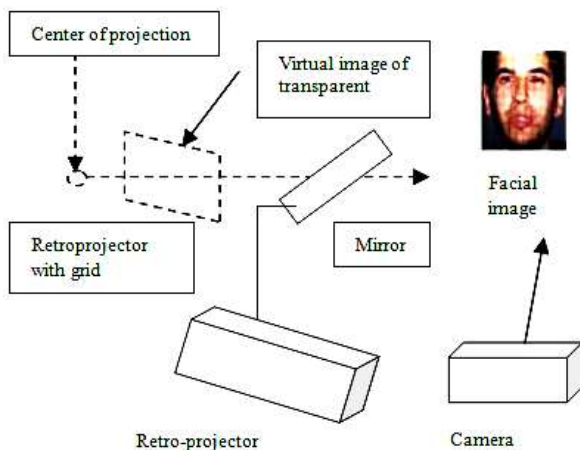 Center of projection
Virtual image of
transparent
Facial
image
Retroprojector
with grid
Mirror
Retro-projector
Camera